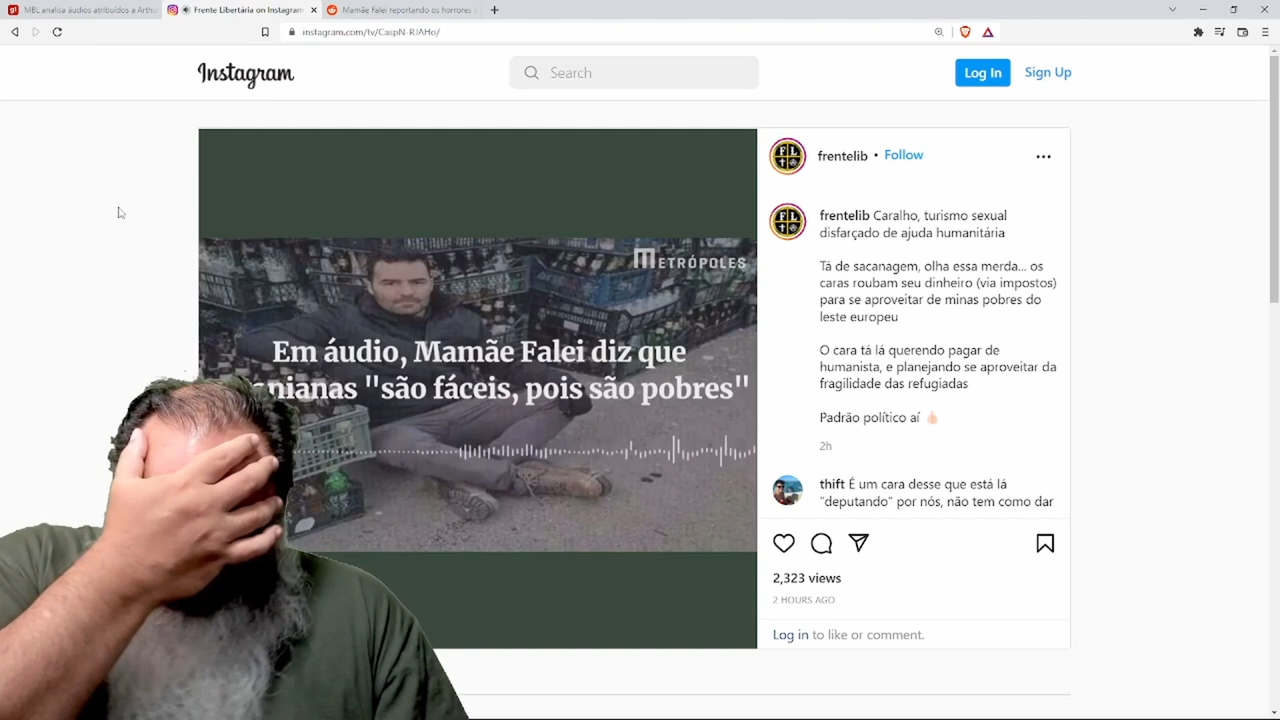 MBL analisa áudios atribuídos a Arthu
Frente Libertária on Instagram
Mamãe Falei reportando os horrores d
instagram.com/tv/CaspN-RJAHo/
Instagram
Search
Log In
Sign Up
METRÓPOLES
Em áudio, Mamãe Falei diz que
"são fáceis, pois são pobres"
frentelib • Follow
frentelib Caralho, turismo sexual
disfarçado de ajuda humanitária
Tá de sacanagem, olha essa merda... os
caras roubam seu dinheiro (via impostos)
para se aproveitar de minas pobres do
leste europeu
O cara tá lá querendo pagar de
humanista, e planejando se aproveitar da
fragilidade das refugiadas
Padrão político aí 👍🏻
2h
thift É um cara desse que está lá
"deputando" por nós, não tem como dar
2,323 views
2 HOURS AGO
Log in to like or comment.